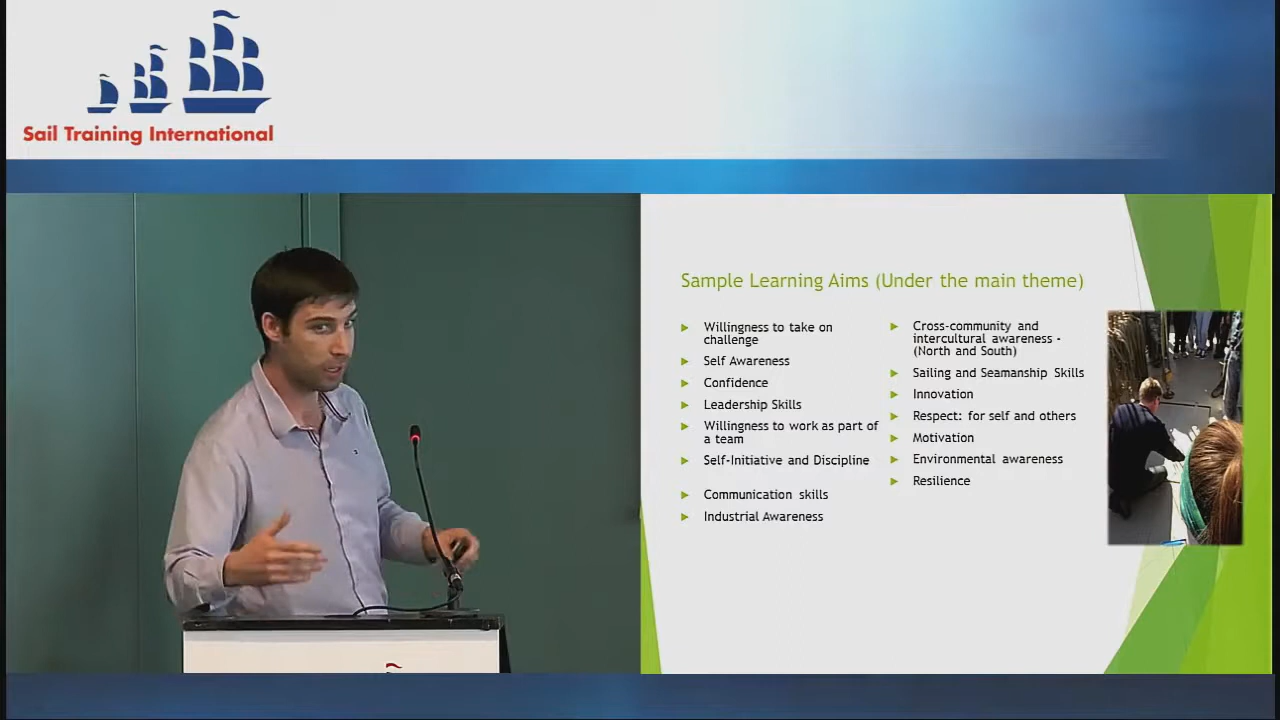 Sail Training International
Sample Learning Aims (Under the main theme)
Willingness to take on
challenge
Self Awareness
Confidence
Leadership Skills
Willingness to work as part of
a team
Self-Initiative and Discipline
Communication skills
Industrial Awareness
Cross-community and
intercultural awareness -
(North and South)
Sailing and Seamanship Skills
Innovation
Respect: for self and others
Motivation
Environmental awareness
Resilience